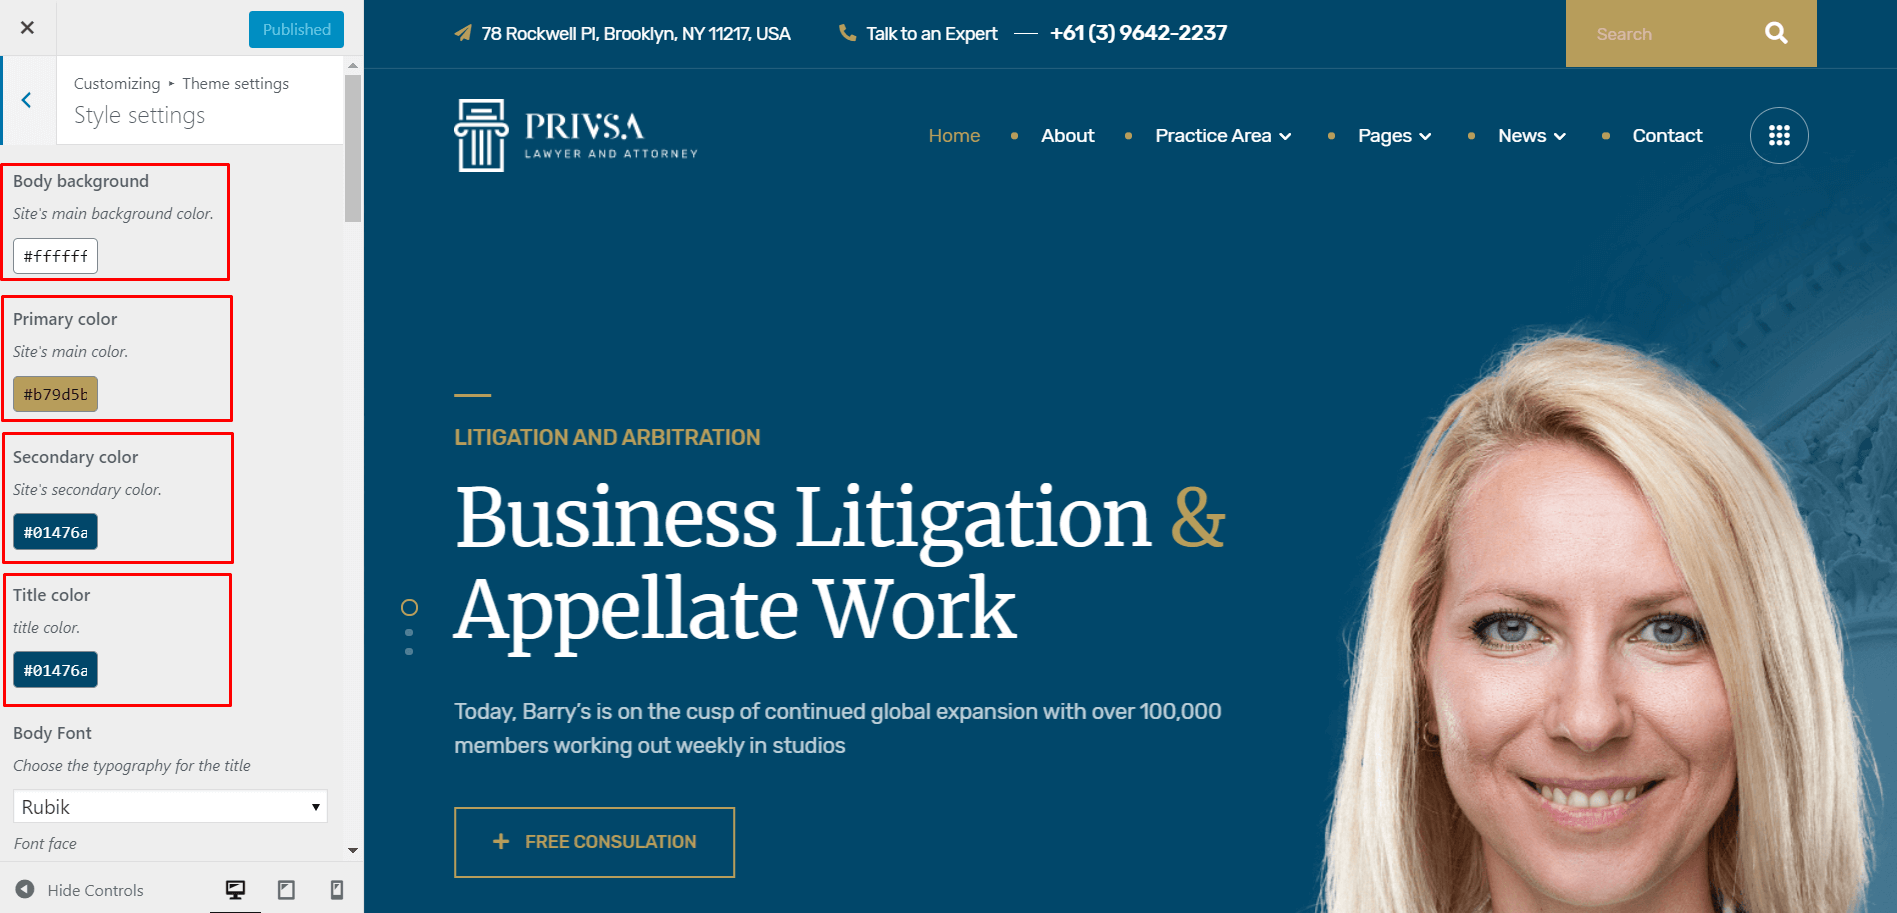 Published
Customizing ▸ Theme settings
Style settings
Body background
Site's main background color.
#ffffff
Primary color
Site's main color.
#b79d5b
Secondary color
Site's secondary color.
#01476a
Title color
title color.
#01476a
Body Font
Choose the typography for the title
Rubik
Font face
Hide Controls
78 Rockwell Pl, Brooklyn, NY 11217, USA
Talk to an Expert — +61 (3) 9642-2237
Search
PRIVSA
LAWYER AND ATTORNEY
Home • About • Practice Area • Pages • News • Contact
LITIGATION AND ARBITRATION
Business Litigation &
Appellate Work
Today, Barry’s is on the cusp of continued global expansion with over 100,000
members working out weekly in studios
+ FREE CONSULATION